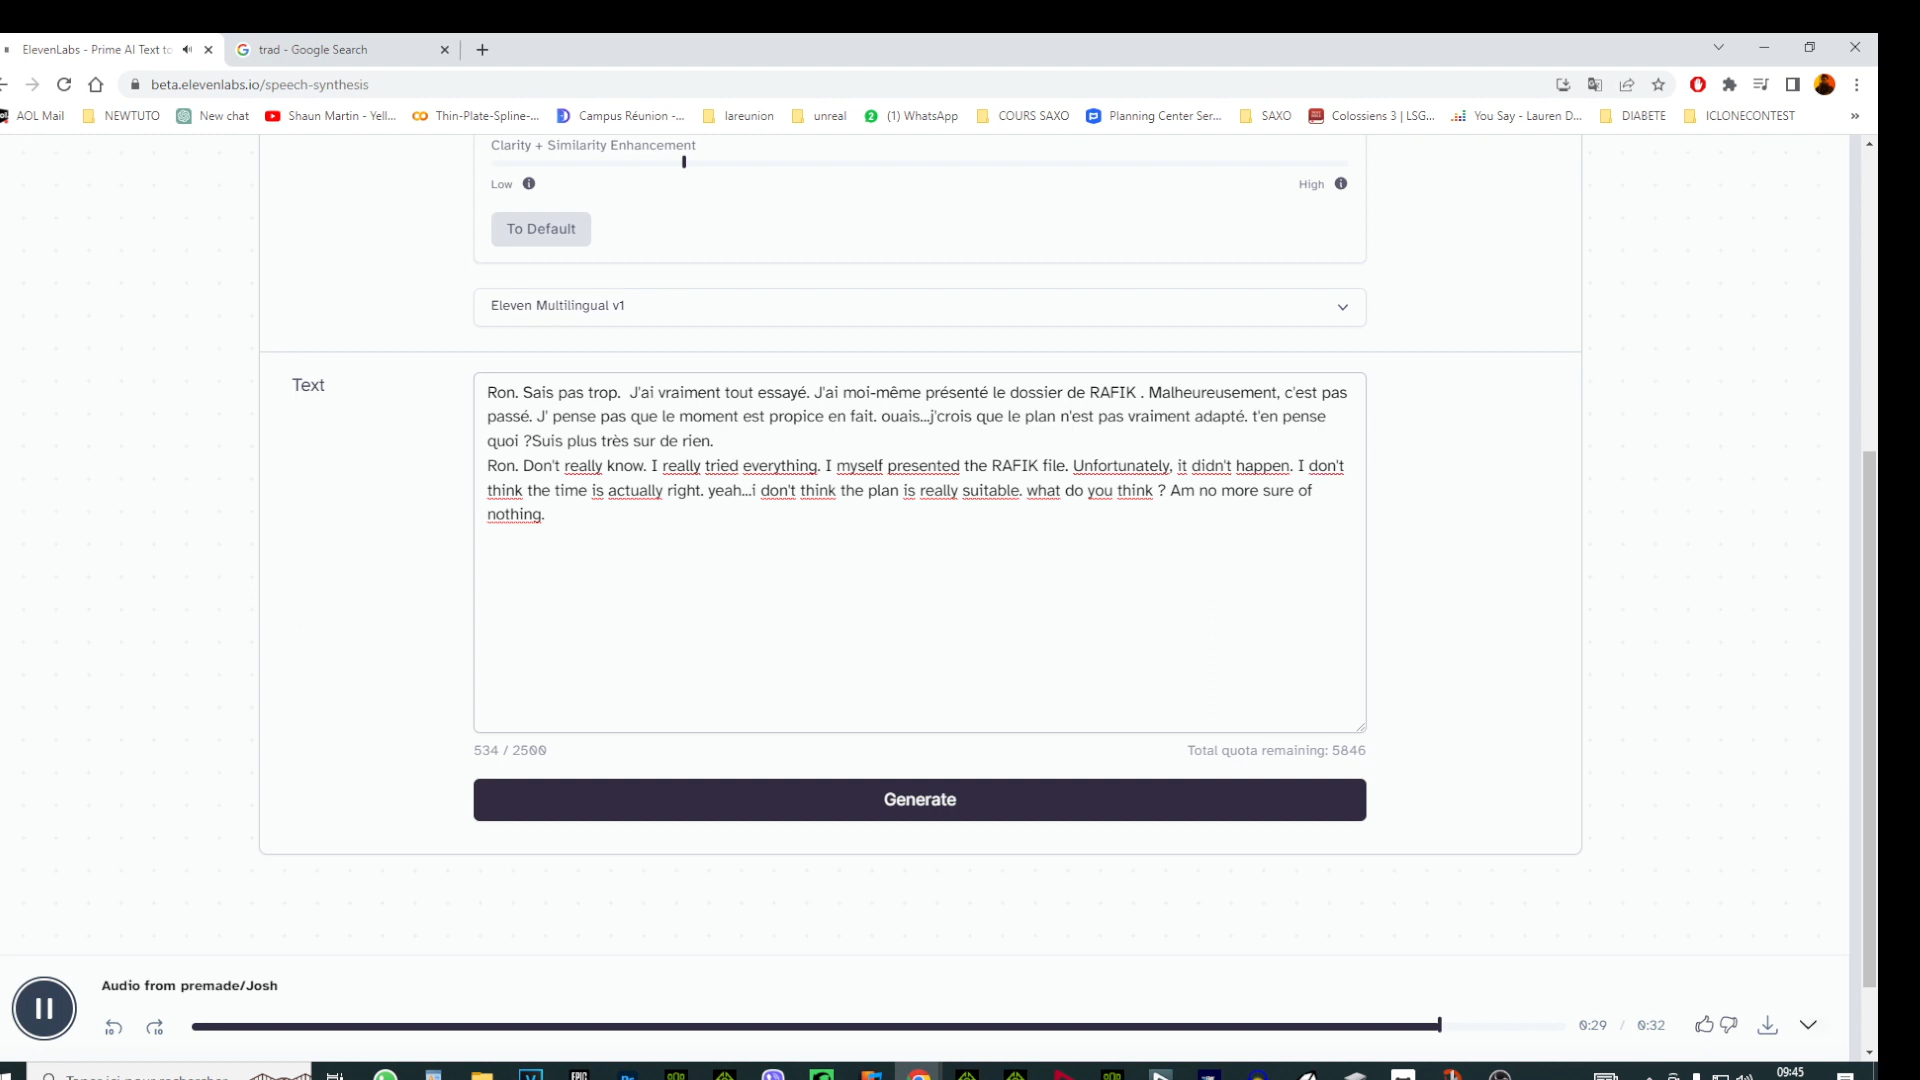 ElevenLabs - Prime AI Text to
trad - Google Search
beta.elevenlabs.io/speech-synthesis
AOL Mail
NEWTUTO
New chat
Shaun Martin - Yell...
Thin-Plate-Spline-...
Campus Réunion -...
lareunion
unreal
(1) WhatsApp
COURS SAXO
Planning Center Ser...
SAXO
Colossiens 3 | LSG...
You Say - Lauren D...
DIABETE
ICLONECONTEST
Clarity + Similarity Enhancement
Low
High
To Default
Eleven Multilingual v1
Text
Ron. Sais pas trop.  J'ai vraiment tout essayé. J'ai moi-même présenté le dossier de RAFIK . Malheureusement, c'est pas
passé. J' pense pas que le moment est propice en fait. ouais...j'crois que le plan n'est pas vraiment adapté. t'en pense
quoi ?Suis plus très sur de rien.
Ron. Don't really know. I really tried everything. I myself presented the RAFIK file. Unfortunately, it didn't happen. I don't
think the time is actually right. yeah...i don't think the plan is really suitable. what do you think ? Am no more sure of
nothing.
534 / 2500
Total quota remaining: 5846
Generate
Audio from premade/Josh
10
10
0:29 / 0:32
Taper ici pour rechercher
09:45